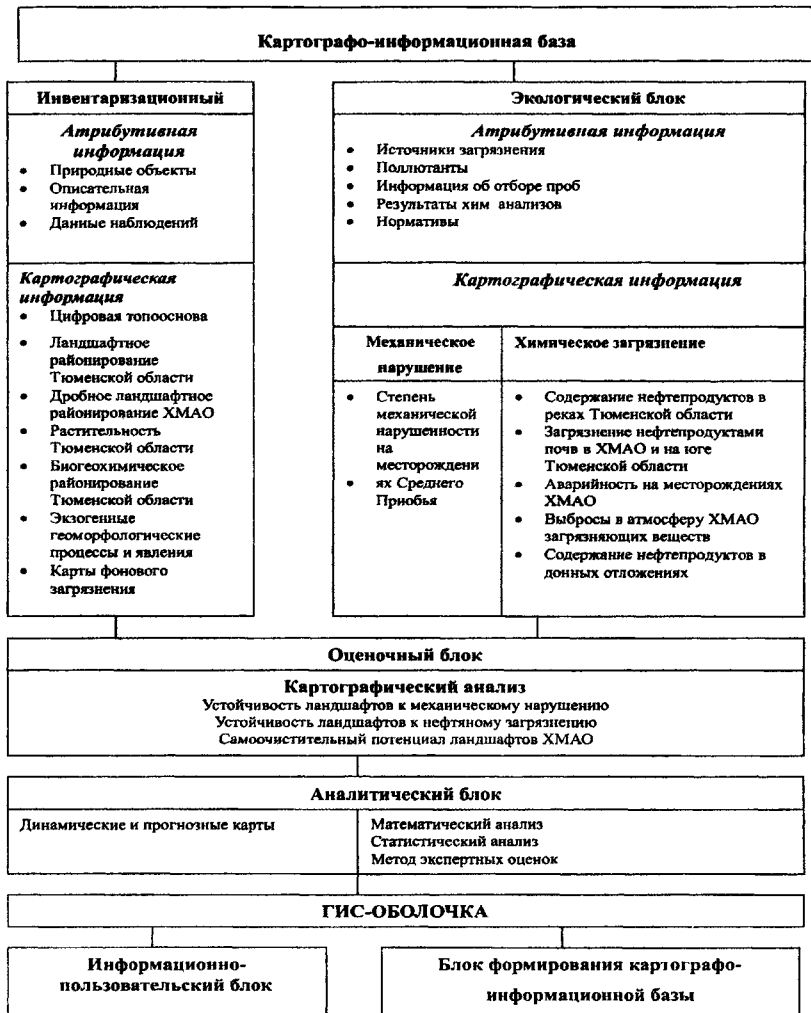 Картографо-информационная база
Инвентаризационный
Атрибутивная
информация
• Природные объекты
• Описательная
информация
• Данные наблюдений
Картографическая
информация
• Цифровая топооснова
• Ландшафтное
районирование
Тюменской области
• Дробное ландшафтное
районирование ХМАО
• Растительность
Тюменской области
• Биогеохимическое
районирование
Тюменской области
• Экзогенные
геоморфологические
процессы и явления
• Карты фонового
загрязнения
Экологический блок
Атрибутивная информация
• Источники загрязнения
• Поллютанты
• Информация об отборе проб
• Результаты хим анализов
• Нормативы
Картографическая информация
Механическое
нарушение
• Степень
механической
нарушенности
на
месторождени
• ях Среднего
Приобья
Химическое загрязнение
• Содержание нефтепродуктов в
реках Тюменской области
• Загрязнение нефтепродуктами
почв в ХМАО и на юге
Тюменской области
• Аварийность на месторождениях
ХМАО
• Выбросы в атмосферу ХМАО
загрязняющих веществ
• Содержание нефтепродуктов в
донных отложениях
Оценочный блок
Картографический анализ
Устойчивость ландшафтов к механическому нарушению
Устойчивость ландшафтов к нефтяному загрязнению
Самоочистительный потенциал ландшафтов ХМАО
Аналитический блок
Динамические и прогнозные карты
Математический анализ
Статистический анализ
Метод экспертных оценок
ГИС-ОБОЛОЧКА
Информационно-
пользовательский блок
Блок формирования картографо-
информационной базы